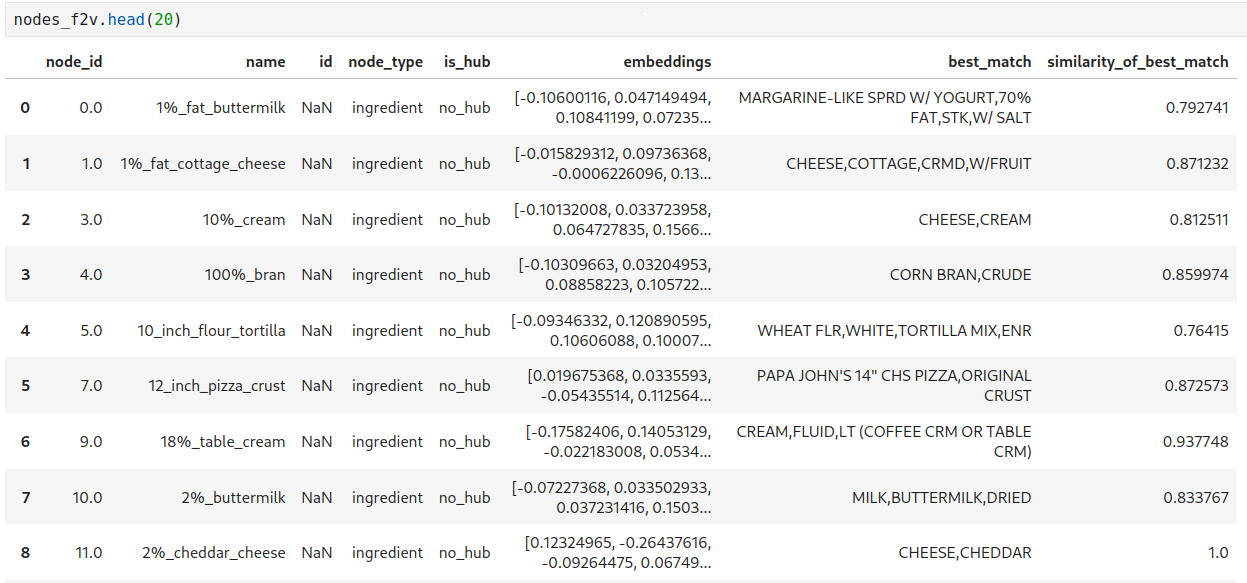 nodes_f2v.head(20)
node_id name id node_type is_hub embeddings best_match similarity_of_best_match
0 0.0 1%_fat_buttermilk NaN ingredient no_hub [-0.10600116, 0.047149494, 0.10841199, 0.07235... MARGARINE-LIKE SPRD W/ YOGURT,70% FAT,STK,W/ SALT 0.792741
1 1.0 1%_fat_cottage_cheese NaN ingredient no_hub [-0.015829312, 0.09736368, -0.0006226096, 0.13... CHEESE,COTTAGE,CRMD,W/FRUIT 0.871232
2 3.0 10%_cream NaN ingredient no_hub [-0.10132008, 0.033723958, 0.064727835, 0.1566... CHEESE,CREAM 0.812511
3 4.0 100%_bran NaN ingredient no_hub [-0.10309663, 0.03204953, 0.08858223, 0.105722... CORN BRAN,CRUDE 0.859974
4 5.0 10_inch_flour_tortilla NaN ingredient no_hub [-0.09346332, 0.120890595, 0.10606088, 0.10007... WHEAT FLR,WHITE,TORTILLA MIX,ENR 0.76415
5 7.0 12_inch_pizza_crust NaN ingredient no_hub [0.019675368, 0.0335593, -0.05435514, 0.112564... PAPA JOHN'S 14" CHS PIZZA,ORIGINAL CRUST 0.872573
6 9.0 18%_table_cream NaN ingredient no_hub [-0.17582406, 0.14053129, -0.022183008, 0.0534... CREAM,FLUID,LT (COFFEE CRM OR TABLE CRM) 0.937748
7 10.0 2%_buttermilk NaN ingredient no_hub [-0.07227368, 0.033502933, 0.037231416, 0.1503... MILK,BUTTERMILK,DRIED 0.833767
8 11.0 2%_cheddar_cheese NaN ingredient no_hub [0.12324965, -0.26437616, -0.09264475, 0.06749... CHEESE,CHEDDAR 1.0